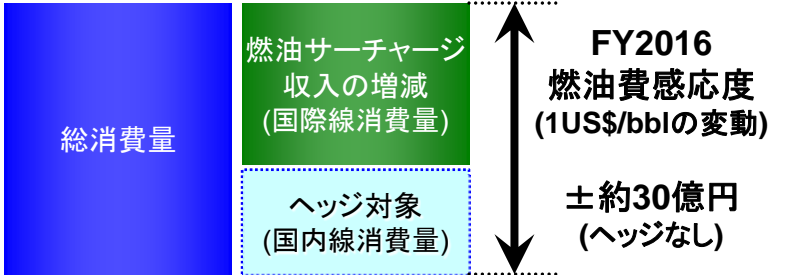 総消費量
燃油サーチャージ
収入の増減
(国際線消費量)
ヘッジ対象
(国内線消費量)
FY2016
燃油費感応度
(1US$/bblの変動)
±約30億円
(ヘッジなし)